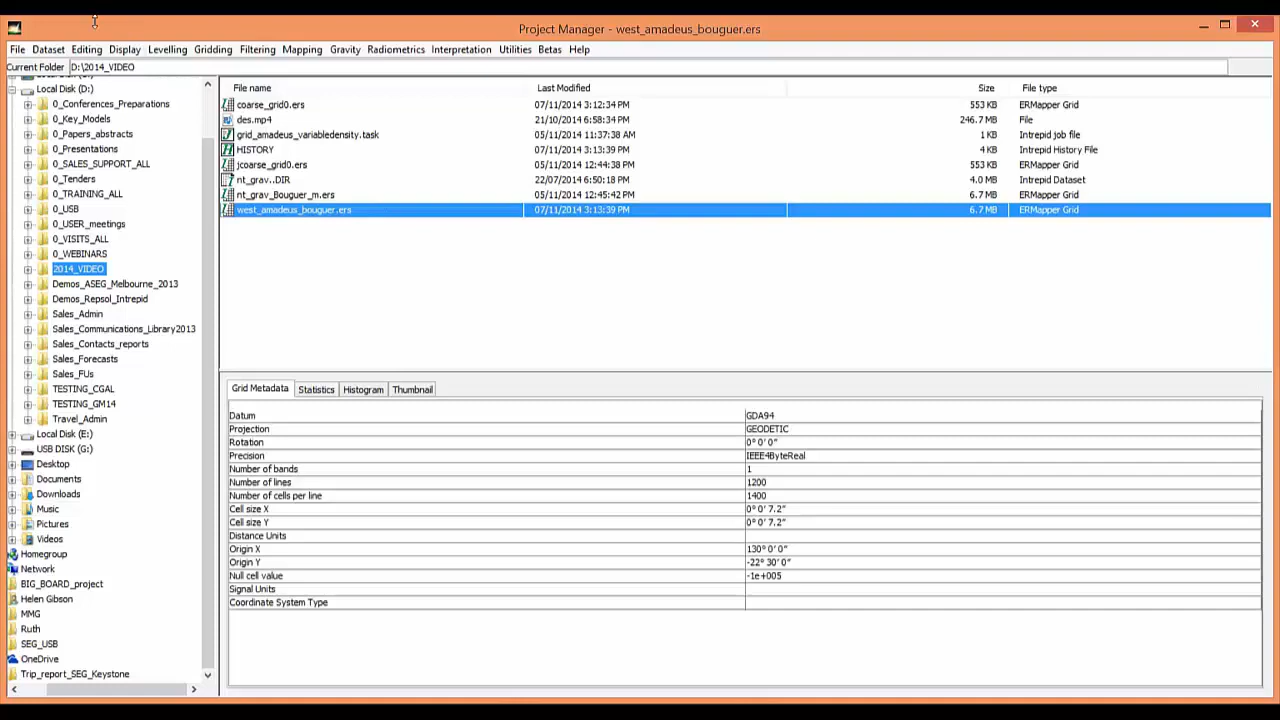 Project Manager - west_amadeus_bouguer.ers
File Dataset Editing Display Levelling Gridding Filtering Mapping Gravity Radiometrics Interpretation Utilities Betas Help
Current Folder D:\2014_VIDEO
Local Disk (D:)
0_Conferences_Preparations
0_Key_Models
0_Papers_abstracts
0_Presentations
0_SALES_SUPPORT_ALL
0_Tenders
0_TRAINING_ALL
0_USB
0_USER_meetings
0_VISITS_ALL
0_WEBINARS
2014_VIDEO
Demos_ASEG_Melbourne_2013
Demos_Repsol_Intrepid
Sales_Admin
Sales_Communications_Library2013
Sales_Contacts_reports
Sales_Forecasts
Sales_FUs
TESTING_CGAL
TESTING_GM14
Travel_Admin
Local Disk (E:)
USB DISK (G:)
Desktop
Documents
Downloads
Music
Pictures
Videos
Homegroup
Network
BIG_BOARD_project
Helen Gibson
MMG
Ruth
SEG_USB
OneDrive
Trip_report_SEG_Keystone
File name Last Modified Size File type
coarse_grid0.ers 07/11/2014 3:12:34 PM 553 KB ERMapper Grid
des.mp4 21/10/2014 6:58:34 PM 246.7 MB File
grid_amadeus_variabledensity.task 05/11/2014 11:37:38 AM 1 KB Intrepid job file
HISTORY 07/11/2014 3:13:39 PM 4 KB Intrepid History File
jcoarse_grid0.ers 05/11/2014 12:44:38 PM 553 KB ERMapper Grid
nt_grav..DIR 22/07/2014 6:50:18 PM 4.0 MB Intrepid Dataset
nt_grav_Bouguer_m.ers 05/11/2014 12:45:42 PM 6.7 MB ERMapper Grid
west_amadeus_bouguer.ers 07/11/2014 3:13:39 PM 6.7 MB ERMapper Grid
Grid Metadata Statistics Histogram Thumbnail
Datum GDA94
Projection GEODETIC
Rotation 0° 0' 0"
Precision IEEE4ByteReal
Number of bands 1
Number of lines 1200
Number of cells per line 1400
Cell size X 0° 0' 7.2"
Cell size Y 0° 0' 7.2"
Distance Units
Origin X 130° 0' 0"
Origin Y -22° 30' 0"
Null cell value -1e+005
Signal Units
Coordinate System Type